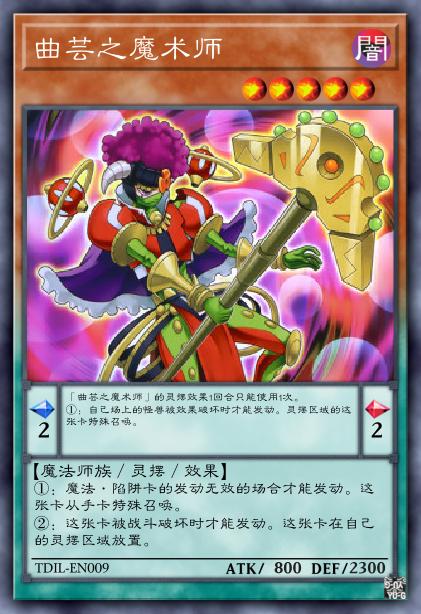 曲芸之魔术师
闇
「曲芸之魔术师」的灵摆效果1回合只能使用1次。
①：自己场上的怪兽被效果破坏时才能发动。灵摆区域的这
张卡特殊召唤。
2
2
【魔法师族／灵摆／效果】
①：魔法·陷阱卡的发动无效的场合才能发动。这
张卡从手卡特殊召唤。
②：这张卡被战斗破坏时才能发动。这张卡在自己
的灵摆区域放置。
TDIL-EN009
ATK/ 800 DEF/2300